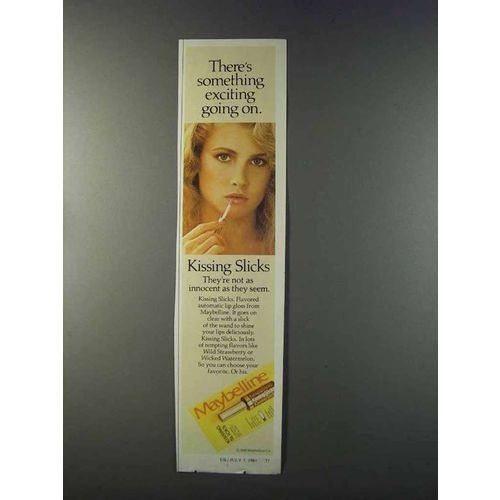 There's
something
exciting
going on.
Kissing Slicks
They're not as
innocent as they seem.
Kissing Slicks. Flavored
automatic lip gloss from
Maybelline. It goes on
clear with a slick
of the wand to shine
your lips deliciously.
Kissing Slicks. In lots
of tempting flavors like
Wild Strawberry or
Wicked Watermelon.
So you can choose your
favorite. Or his.
Maybelline